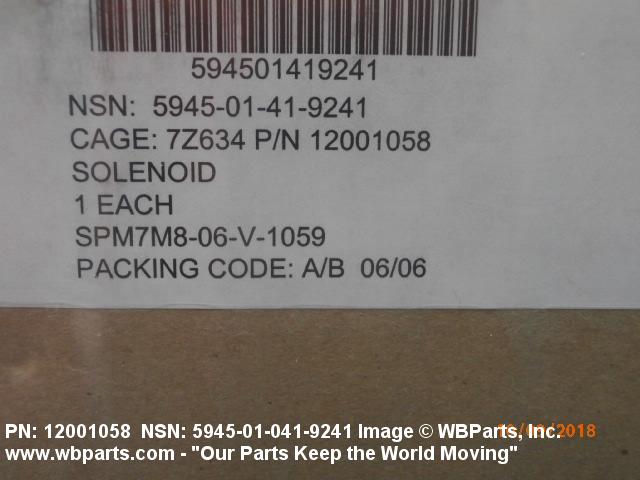 594501419241
NSN: 5945-01-41-9241
CAGE: 7Z634 P/N 12001058
SOLENOID
1 EACH
SPM7M8-06-V-1059
PACKING CODE: A/B 06/06
PN: 12001058 NSN: 5945-01-041-9241 Image © WBParts, Inc. 2018
www.wbparts.com - "Our Parts Keep the World Moving"